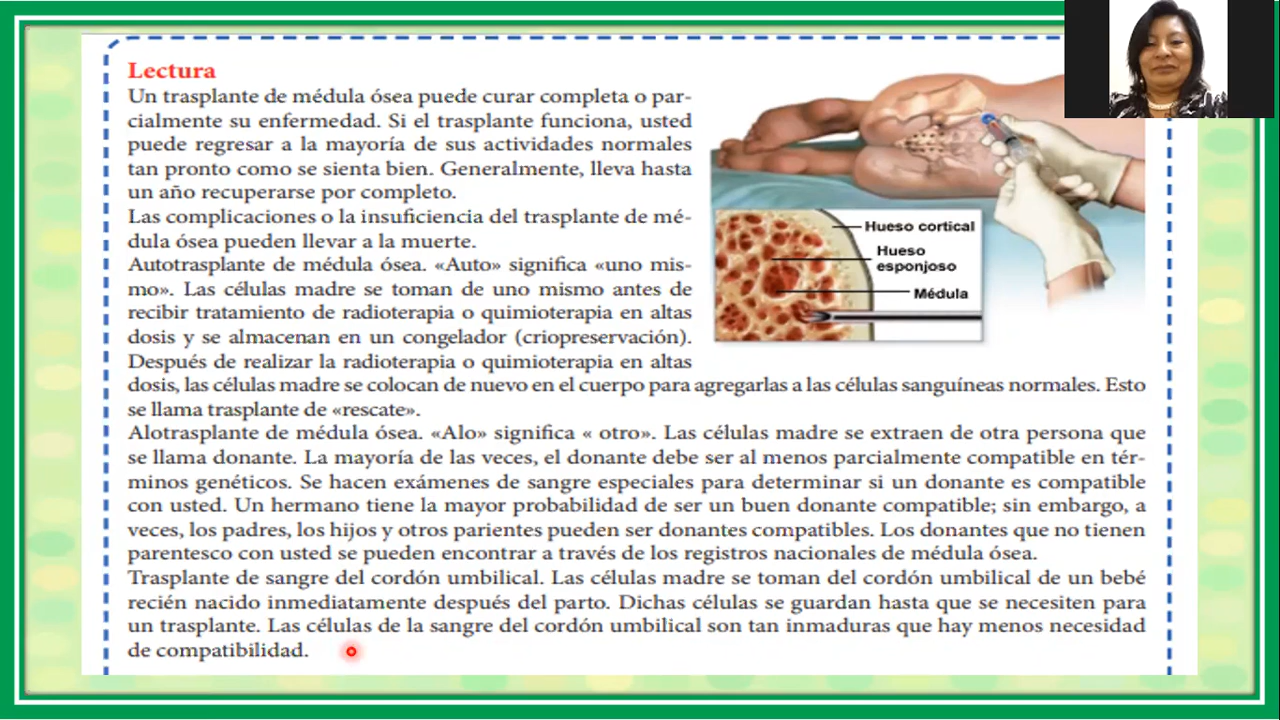 Lectura
Un trasplante de médula ósea puede curar completa o par-
cialmente su enfermedad. Si el trasplante funciona, usted
puede regresar a la mayoría de sus actividades normales
tan pronto como se sienta bien. Generalmente, lleva hasta
un año recuperarse por completo.
Las complicaciones o la insuficiencia del trasplante de mé-
dula ósea pueden llevar a la muerte.
Autotrasplante de médula ósea. «Auto» significa «uno mis-
mo». Las células madre se toman de uno mismo antes de
recibir tratamiento de radioterapia o quimioterapia en altas
dosis y se almacenan en un congelador (criopreservación).
Después de realizar la radioterapia o quimioterapia en altas
dosis, las células madre se colocan de nuevo en el cuerpo para agregarlas a las células sanguíneas normales. Esto
se llama trasplante de «rescate».
Alotrasplante de médula ósea. «Alo» significa « otro». Las células madre se extraen de otra persona que
se llama donante. La mayoría de las veces, el donante debe ser al menos parcialmente compatible en tér-
minos genéticos. Se hacen exámenes de sangre especiales para determinar si un donante es compatible
con usted. Un hermano tiene la mayor probabilidad de ser un buen donante compatible; sin embargo, a
veces, los padres, los hijos y otros parientes pueden ser donantes compatibles. Los donantes que no tienen
parentesco con usted se pueden encontrar a través de los registros nacionales de médula ósea.
Trasplante de sangre del cordón umbilical. Las células madre se toman del cordón umbilical de un bebé
recién nacido inmediatamente después del parto. Dichas células se guardan hasta que se necesiten para
un trasplante. Las células de la sangre del cordón umbilical son tan inmaduras que hay menos necesidad
de compatibilidad.
Hueso cortical
Hueso
esponjoso
Médula